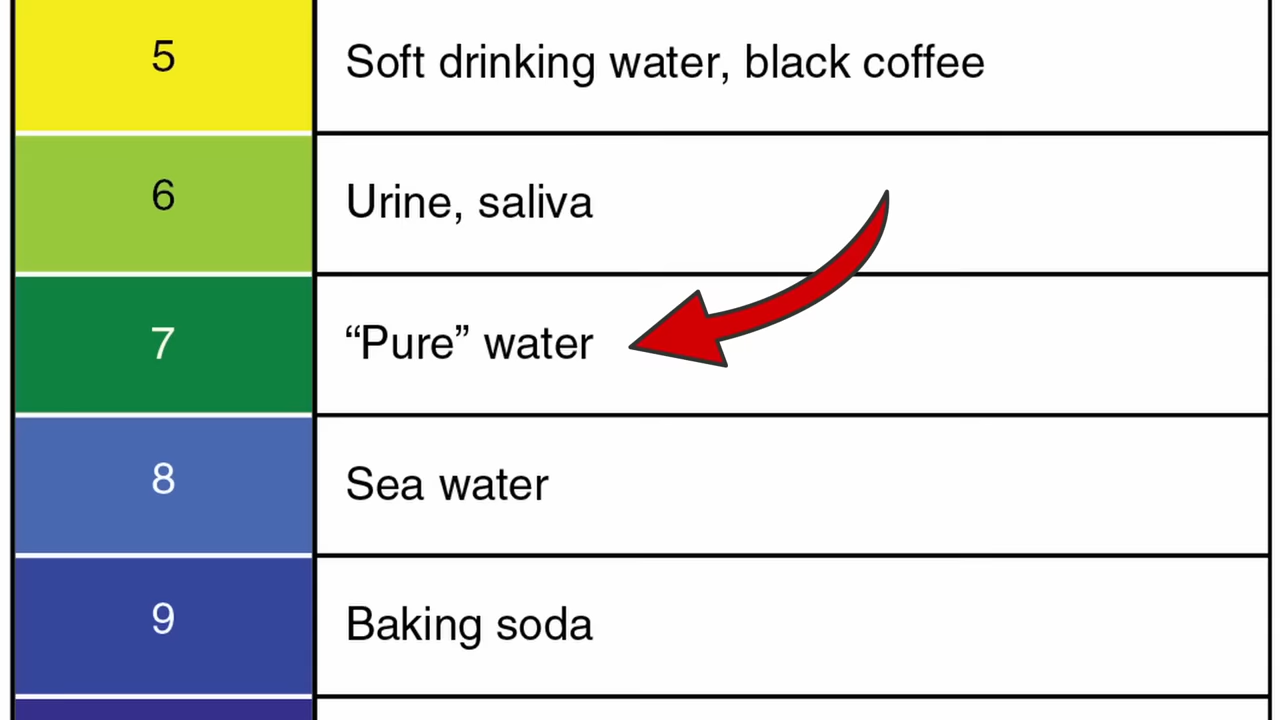 5 Soft drinking water, black coffee
6 Urine, saliva
7 “Pure” water
8 Sea water
9 Baking soda